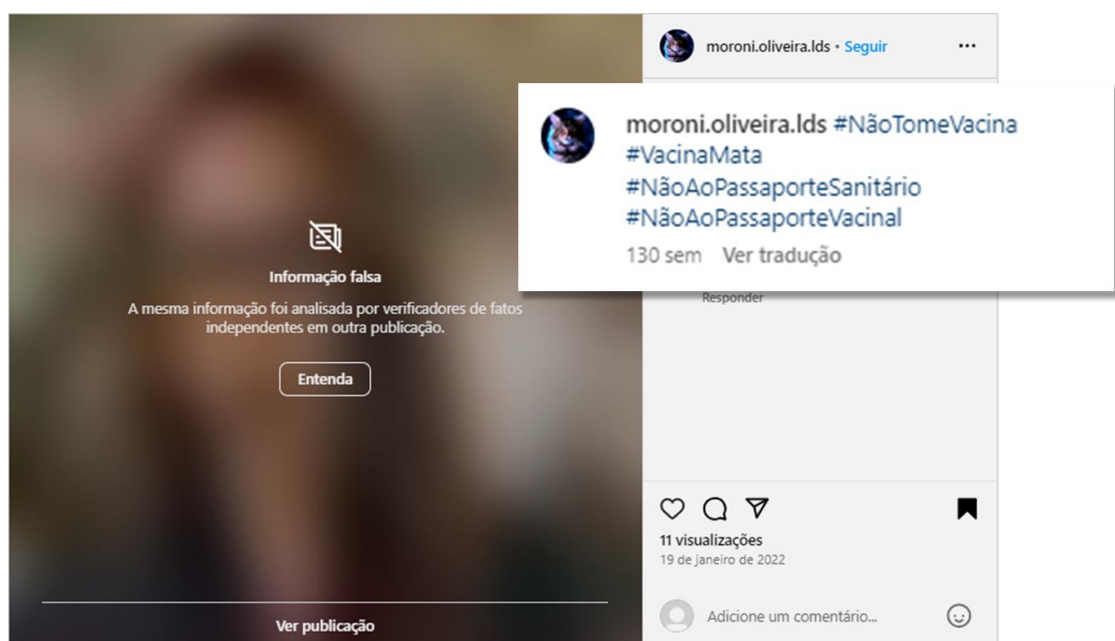 moroni.oliveira.lds • Seguir
moroni.oliveira.lds #NãoTomeVacina
#VacinaMata
#NãoAoPassaporteSanitário
#NãoAoPassaporteVacinal
130 sem Ver tradução
Responder
Informação falsa
A mesma informação foi analisada por verificadores de fatos
independentes em outra publicação.
Entenda
Ver publicação
11 visualizações
19 de janeiro de 2022
Adicione um comentário...